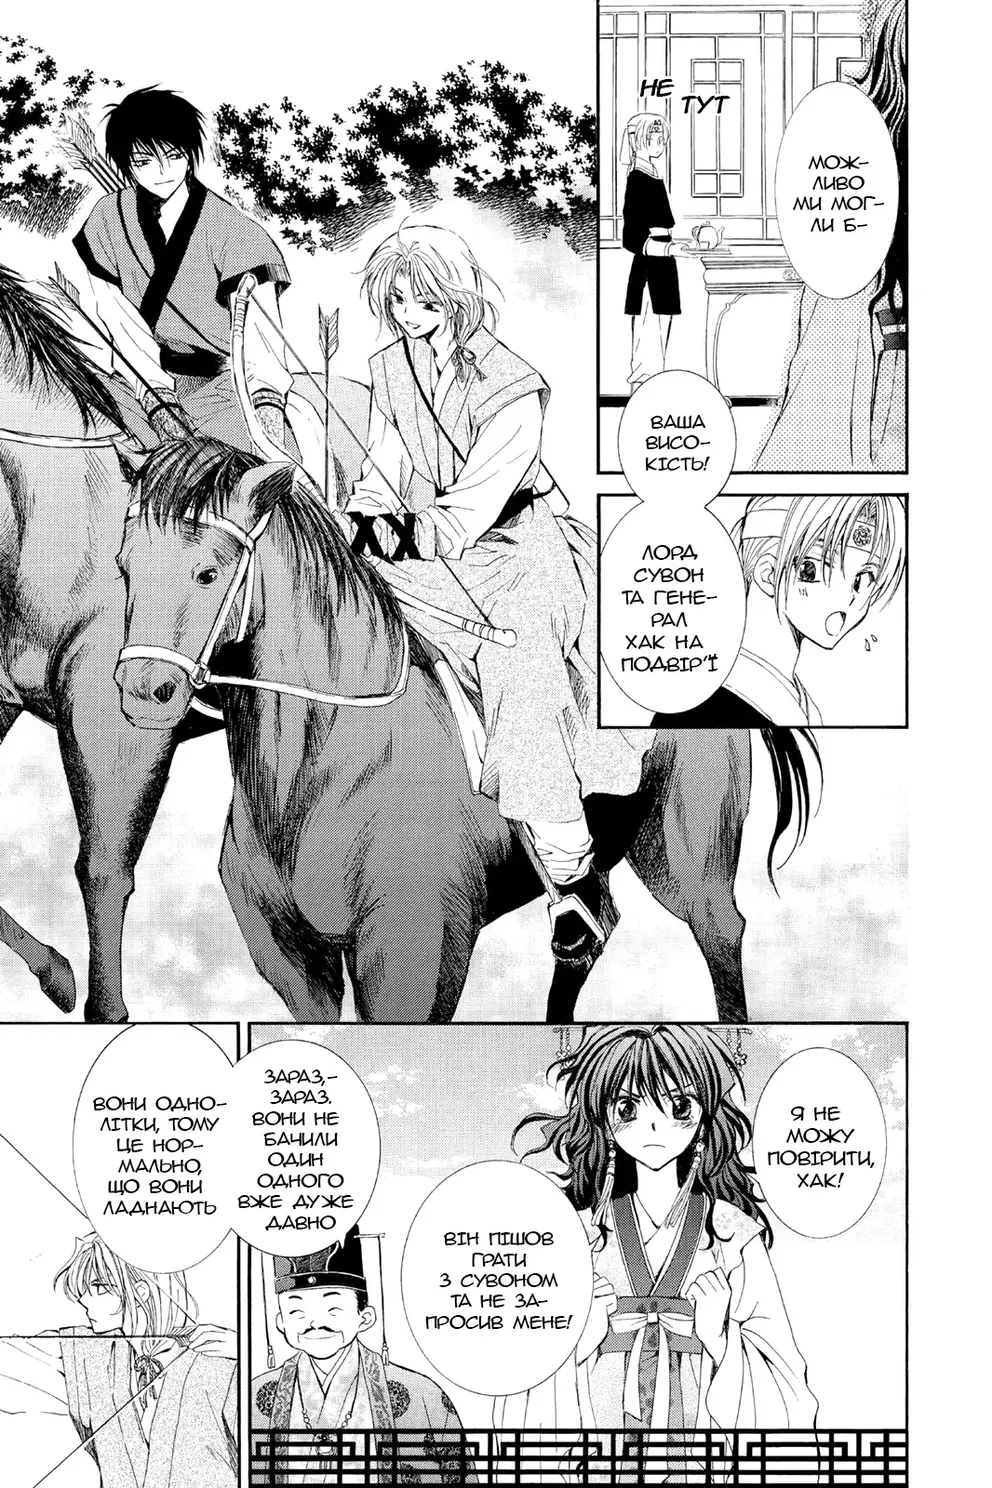 МОЖ-
ЛИВО
МИ МОГ-
ЛИ Б-
НЕ
ТУТ
ВАША
ВИСО-
КІСТЬ!
ЛОРД
СУВОН
ТА ГЕНЕ-
РАЛ
ХАК НА
ПОДВІР'Ї
Я НЕ
МОЖУ
ПОВІРИТИ,
ХАК!
ВІН ПІШОВ
ГРАТИ
З СУВОНОМ
ТА НЕ ЗА-
ПРОСИВ МЕНЕ!
ЗАРАЗ,-
ЗАРАЗ.
ВОНИ НЕ
БАЧИЛИ
ОДИН
ОДНОГО
ВЖЕ ДУЖЕ
ДАВНО
ВОНИ ОДНО-
ЛІТКИ, ТОМУ
ЦЕ НОР-
МАЛЬНО,
ЩО ВОНИ
ЛАДНАЮТЬ